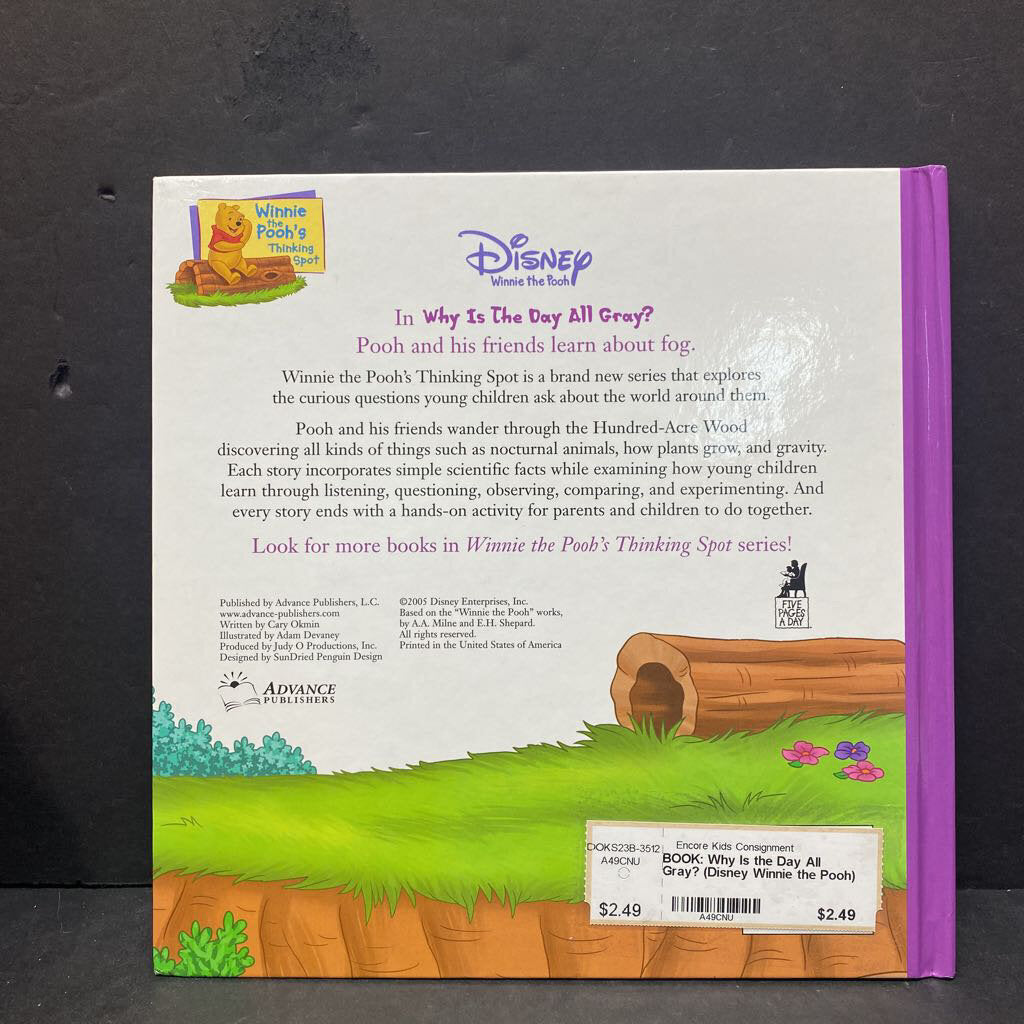 Winnie
the
Pooh's
Thinking
Spot
Disney
Winnie the Pooh
In Why Is The Day All Gray?
Pooh and his friends learn about fog.
Winnie the Pooh's Thinking Spot is a brand new series that explores
the curious questions young children ask about the world around them.
Pooh and his friends wander through the Hundred-Acre Wood
discovering all kinds of things such as nocturnal animals, how plants grow, and gravity.
Each story incorporates simple scientific facts while examining how young children
learn through listening, questioning, observing, comparing, and experimenting. And
every story ends with a hands-on activity for parents and children to do together.
Look for more books in Winnie the Pooh's Thinking Spot series!
FIVE
PAGES
A DAY
Published by Advance Publishers, L.C.
www.advance-publishers.com
Written by Cary Okmin
Illustrated by Adam Devaney
Produced by Judy O Productions, Inc.
Designed by SunDried Penguin Design
©2005 Disney Enterprises, Inc.
Based on the "Winnie the Pooh" works,
by A.A. Milne and E.H. Shepard.
All rights reserved.
Printed in the United States of America
ADVANCE
PUBLISHERS
OOKS23B-3512
A49CNU
$2.49
Encore Kids Consignment
BOOK: Why Is the Day All
Gray? (Disney Winnie the Pooh)
A49CNU
$2.49